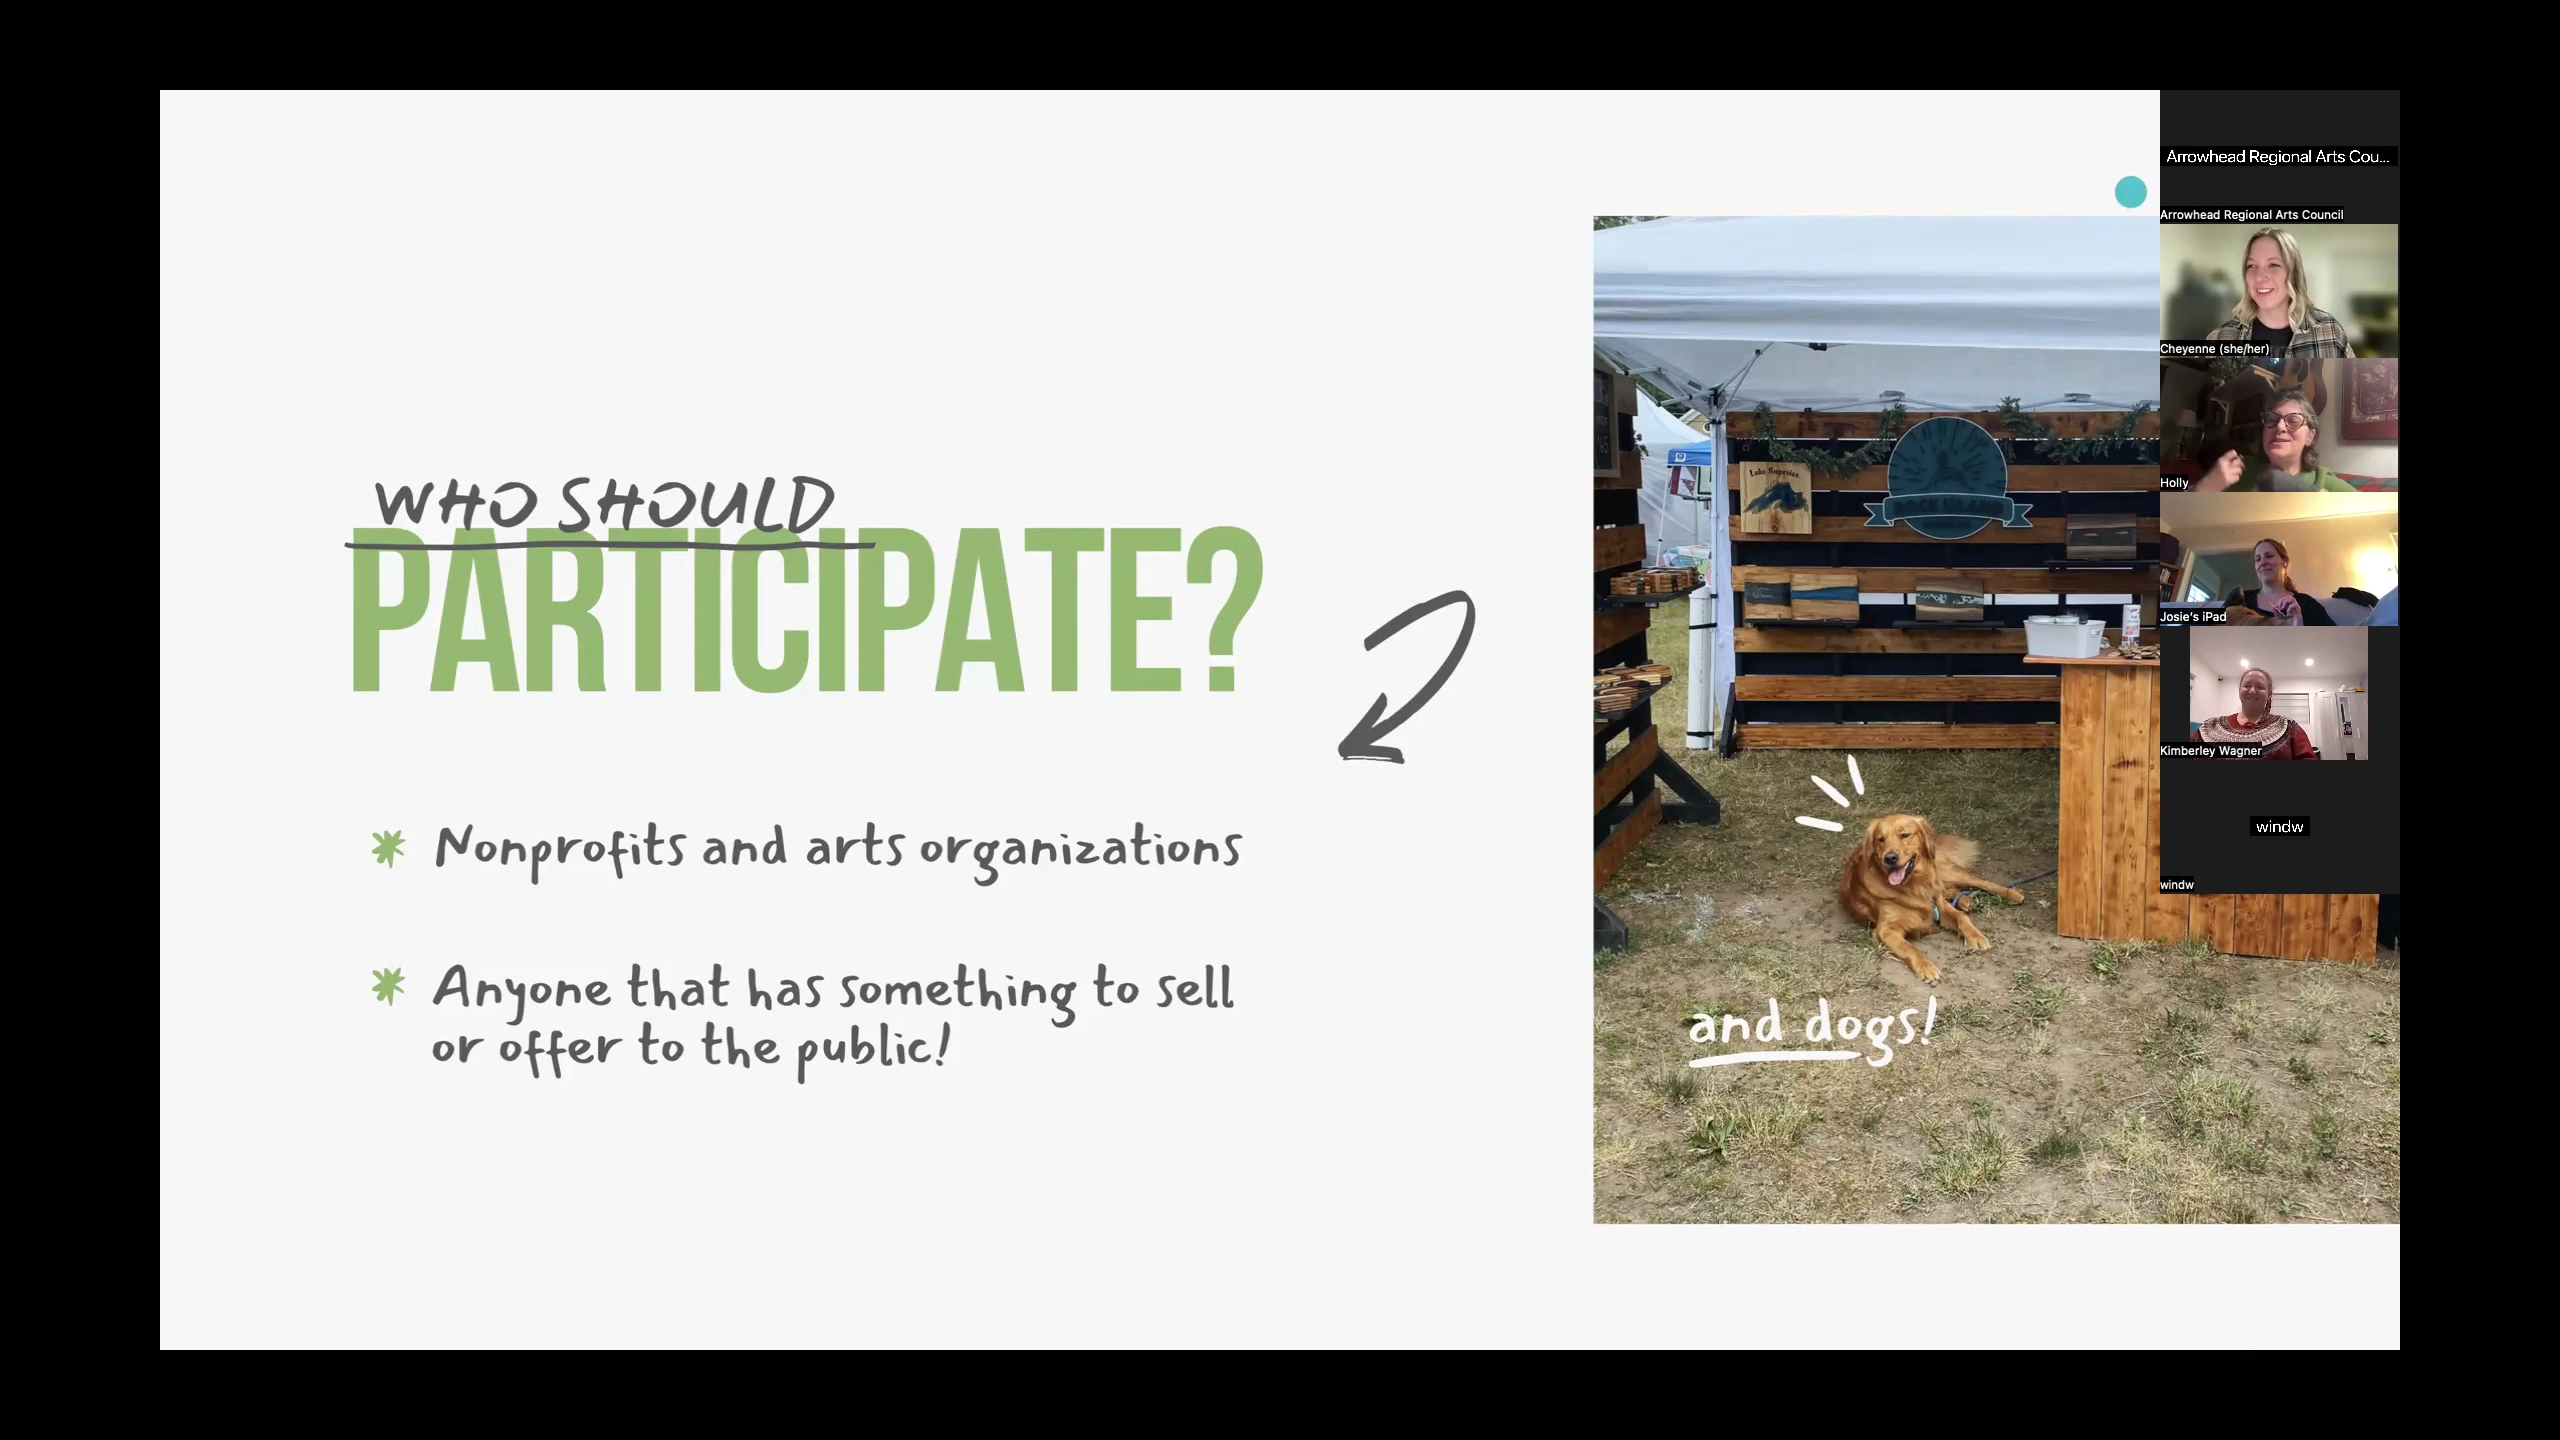 WHO SHOULD
PARTICIPATE?
Nonprofits and arts organizations
Anyone that has something to sell
or offer to the public!
Lake Superior
and dogs!
Arrowhead Regional Arts Cou...
Arrowhead Regional Arts Council
Cheyenne (she/her)
Holly
Josie's iPad
Kimberley Wagner
windw
windw